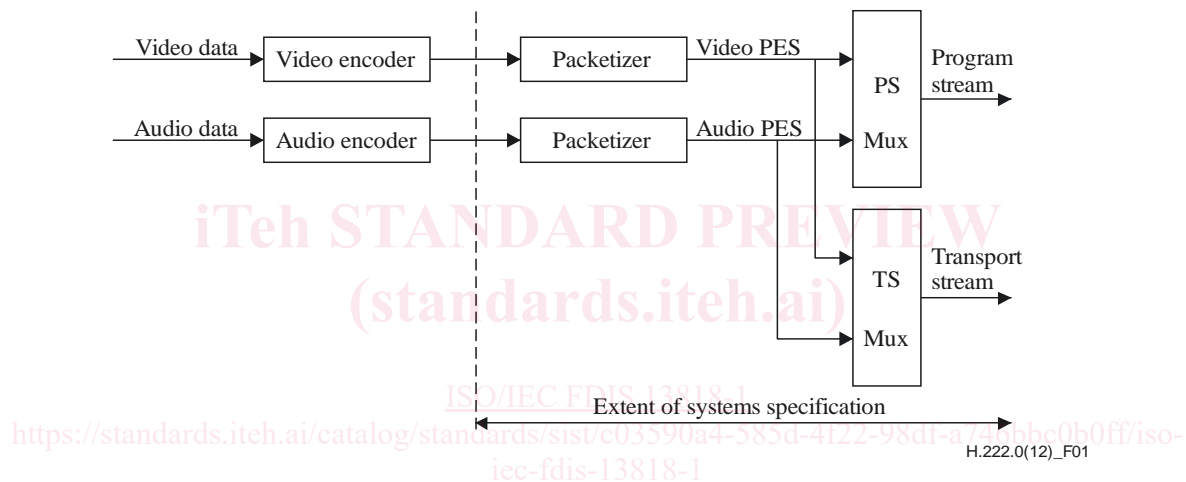 Video data
Video encoder
Packetizer
Video PES
PS
Mux
Program
stream
Audio data
Audio encoder
Packetizer
Audio PES
iTeh STANDARD PREVIEW
(standards.iteh.ai)
TS
Mux
Transport
stream
ISO/IEC FDIS 13818-1
Extent of systems specification
https://standards.iteh.ai/catalog/standards/sist/c03590a4-585d-4f22-98df-a746bbc0b0ff/iso-
iec-fdis-13818-1
H.222.0(12)_F01